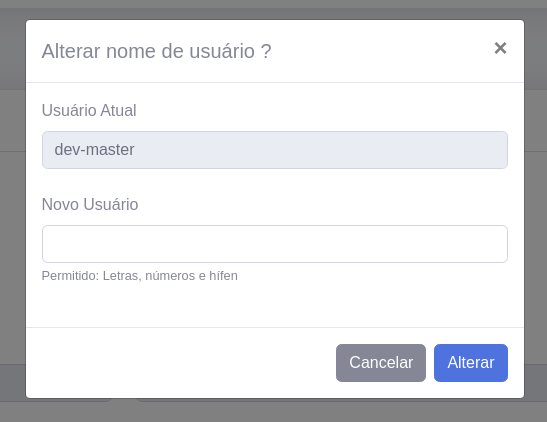 Alterar nome de usuário ?
×
Usuário Atual
dev-master
Novo Usuário
Permitido: Letras, números e hífen
Cancelar
Alterar